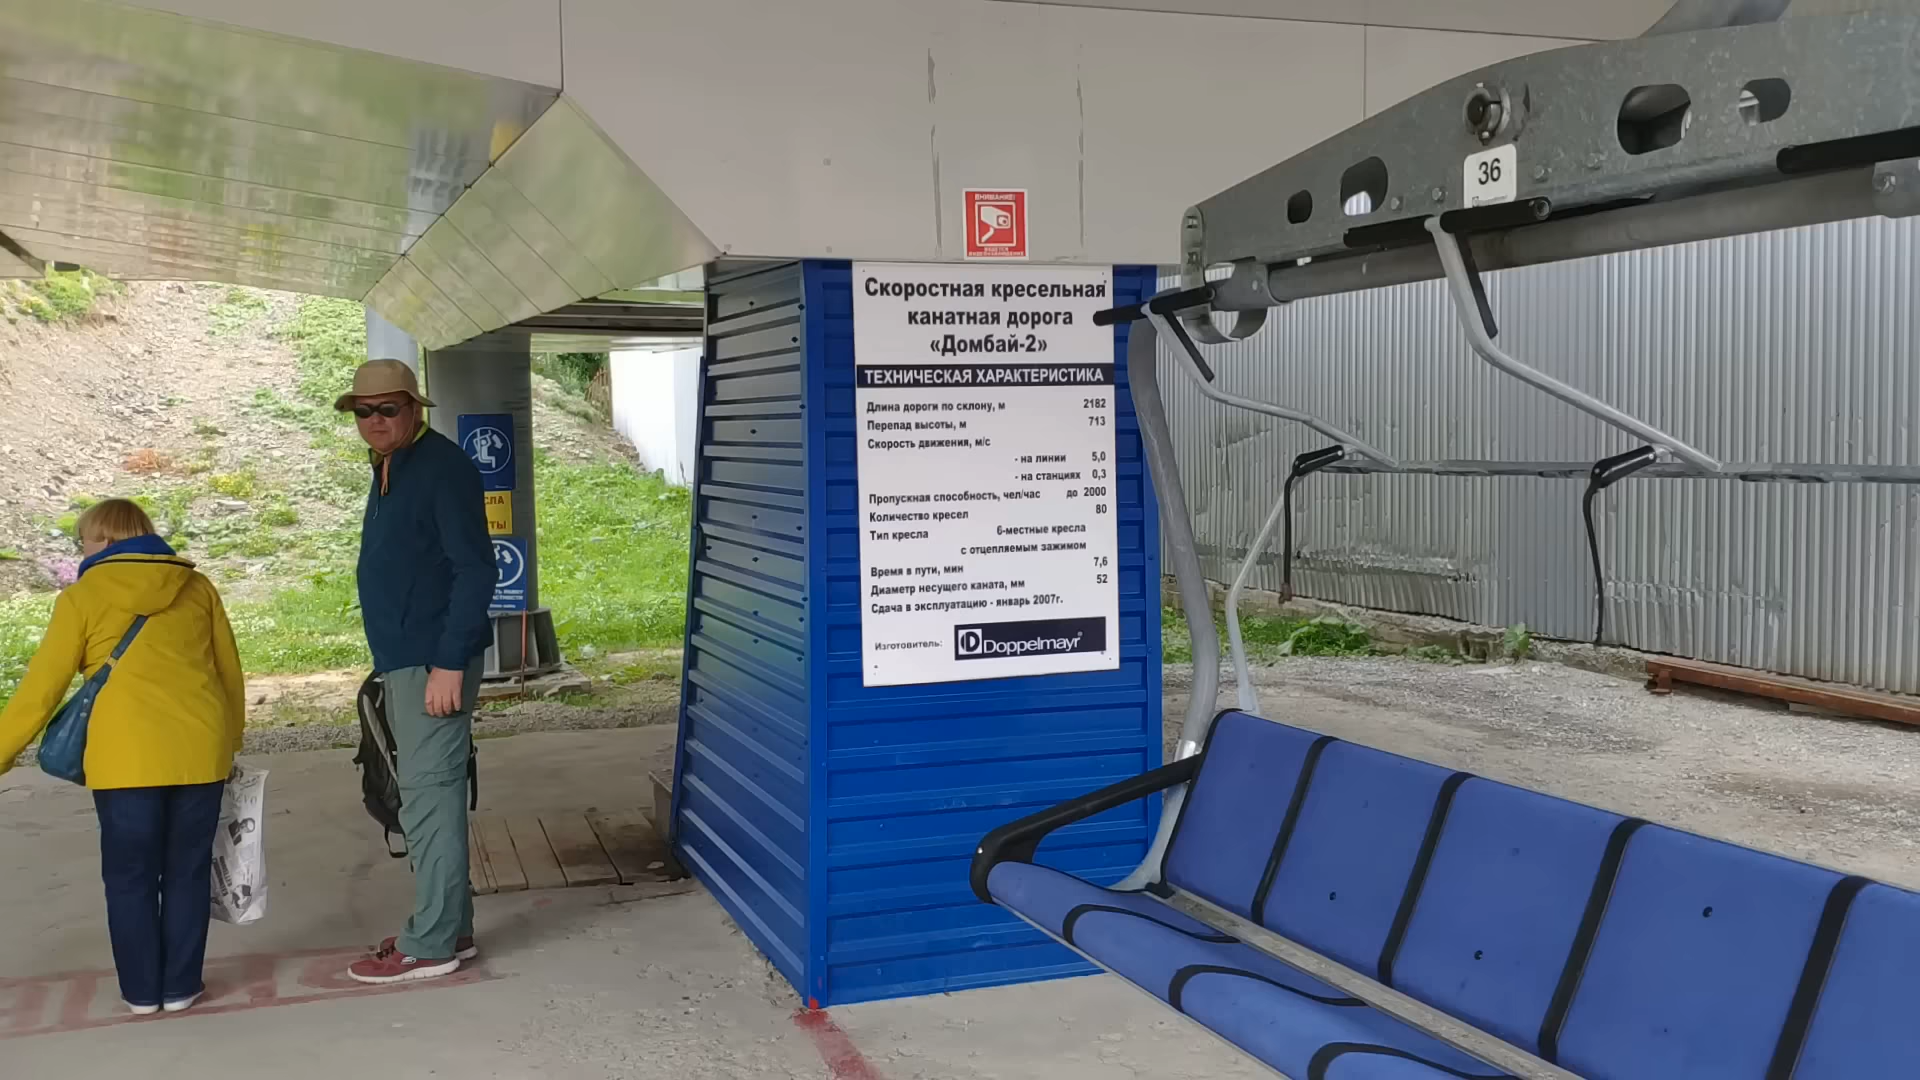 ВНИМАНИЕ!
ВЕДЕТСЯ
ВИДЕОНАБЛЮДЕНИЕ
36
Скоростная кресельная
канатная дорога
«Домбай-2»
ТЕХНИЧЕСКАЯ ХАРАКТЕРИСТИКА
Длина дороги по склону, м 2182
Перепад высоты, м 713
Скорость движения, м/с
- на линии 5,0
- на станциях 0,3
Пропускная способность, чел/час до 2000
Количество кресел 80
Тип кресла 6-местные кресла
с отцепляемым зажимом
Время в пути, мин 7,6
Диаметр несущего каната, мм 52
Сдача в эксплуатацию - январь 2007г.
Изготовитель: Doppelmayr